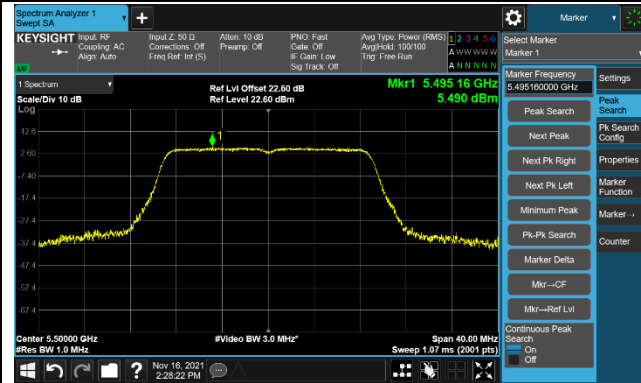 Spectrum Analyzer 1
Swept SA
Marker
KEYSIGHT
Input: RF
Coupling: AC
Align: Auto
Input Z: 50 Ω
Corrections: Off
Freq Ref: Int (S)
Atten: 10 dB
Preamp: Off
PNO: Fast
Gate: Off
IF Gain: Low
Sig Track: Off
Avg Type: Power (RMS)
Avg|Hold: 100/100
Trig: Free Run
1 2 3 4 5 6
A W W W W W
A N N N N N
LXI
Select Marker
Marker 1
1 Spectrum
Scale/Div 10 dB
Log
Ref Lvl Offset 22.60 dB
Ref Level 22.60 dBm
Mkr1 5.495 16 GHz
5.490 dBm
12.6
2.60
-7.40
-17.4
-27.4
-37.4
-47.4
-57.4
-67.4
1
Center 5.50000 GHz
#Res BW 1.0 MHz
#Video BW 3.0 MHz*
Span 40.00 MHz
Sweep 1.07 ms (2001 pts)
Marker Frequency
5.495160000 GHz
Peak Search
Next Peak
Next Pk Right
Next Pk Left
Minimum Peak
Pk-Pk Search
Marker Delta
Mkr→CF
Mkr→Ref Lvl
Continuous Peak
Search
On
Off
Settings
Peak
Search
Pk Search
Config
Properties
Marker
Function
Marker→
Counter
?
Nov 16, 2021
2:28:22 PM